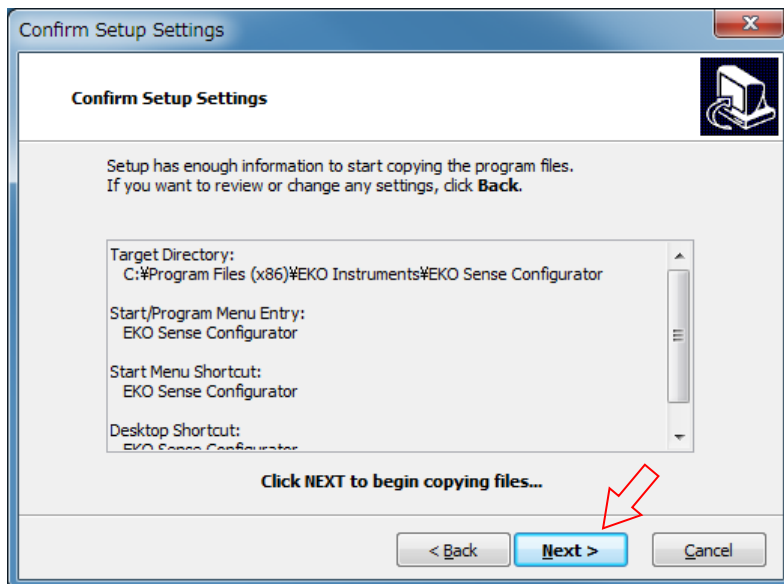 Confirm Setup Settings
Confirm Setup Settings
Setup has enough information to start copying the program files.
If you want to review or change any settings, click Back.
Target Directory:
C:¥Program Files (x86)¥EKO Instruments¥EKO Sense Configurator
Start/Program Menu Entry:
EKO Sense Configurator
Start Menu Shortcut:
EKO Sense Configurator
Desktop Shortcut:
EKO Sense Configurator
Click NEXT to begin copying files...
< Back
Next >
Cancel